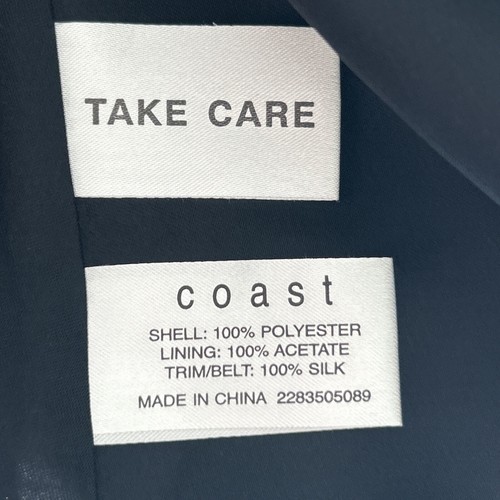 TAKE CARE
coast
SHELL: 100% POLYESTER
LINING: 100% ACETATE
TRIM/BELT: 100% SILK
MADE IN CHINA 2283505089